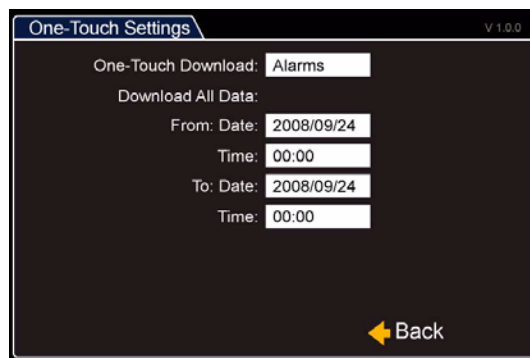 One-Touch Settings V 1.0.0
One-Touch Download: Alarms
Download All Data:
From: Date: 2008/09/24
Time: 00:00
To: Date: 2008/09/24
Time: 00:00
Back